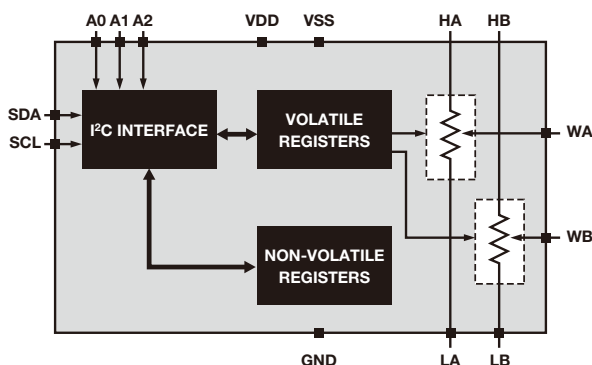 A0 A1 A2 VDD VSS HA HB
SDA
SCL
I²C INTERFACE
VOLATILE
REGISTERS
WA
WB
NON-VOLATILE
REGISTERS
GND LA LB